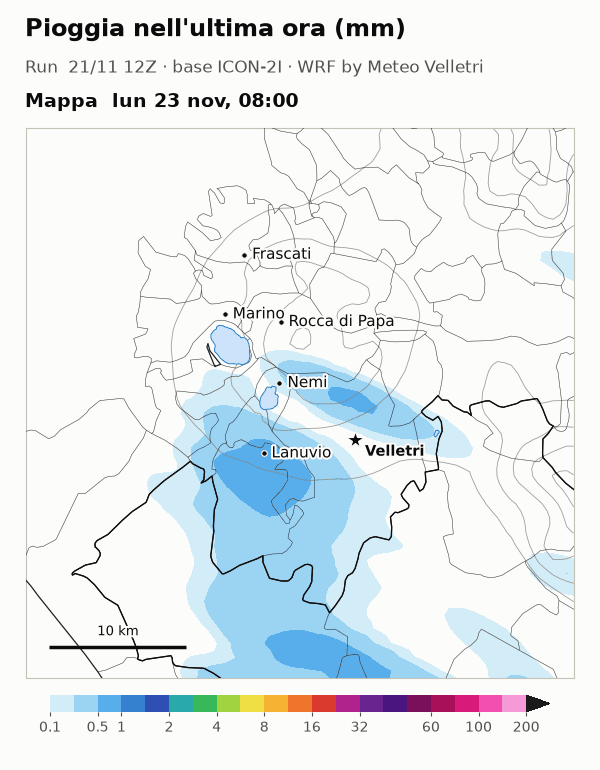 Pioggia nell'ultima ora (mm)
Run  21/11 12Z · base ICON-2I · WRF by Meteo Velletri
Mappa  lun 23 nov, 08:00
Frascati
Marino
Rocca di Papa
Nemi
Velletri
Lanuvio
10 km
0.1 0.5 1 2 4 8 16 32 60 100 200